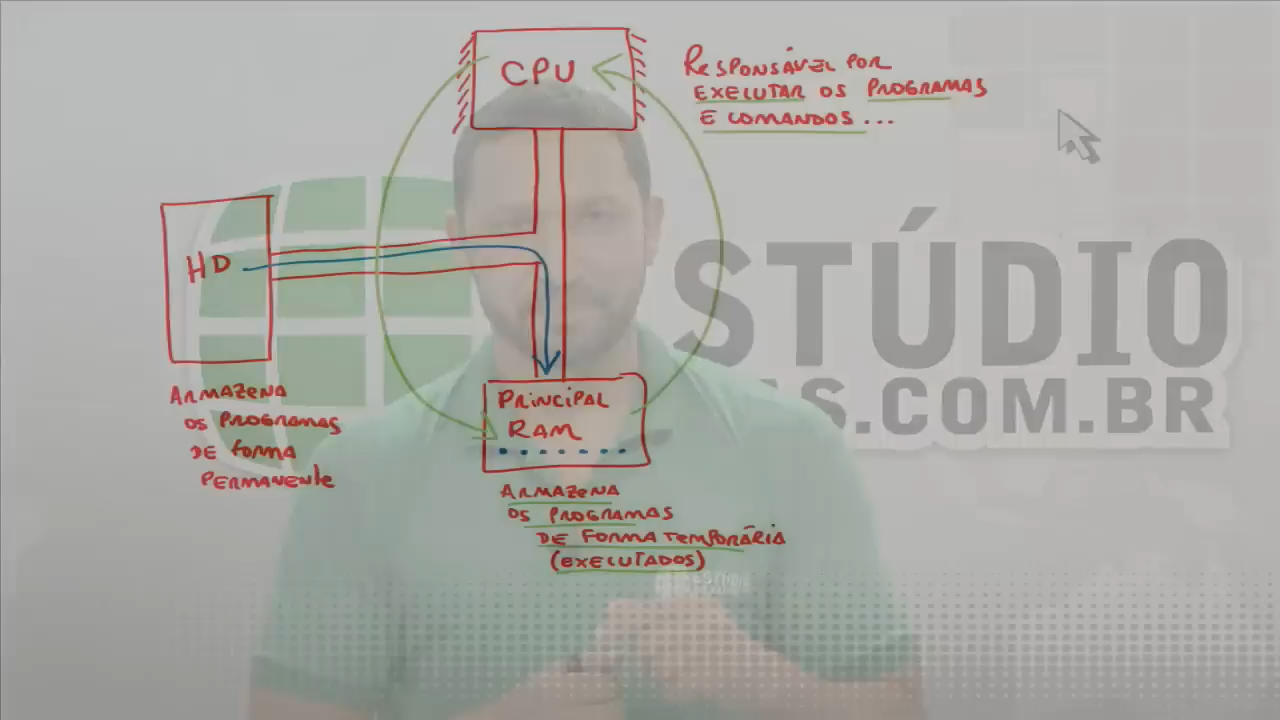 CPU
RESPONSÁVEL POR
EXECUTAR OS PROGRAMAS
E COMANDOS...
HD
ARMAZENA
OS PROGRAMAS
DE FORMA
PERMANENTE
PRINCIPAL
RAM
ARMAZENA
OS PROGRAMAS
DE FORMA TEMPORÁRIA
(EXECUTADOS)
STÚDIO
AS.COM.BR